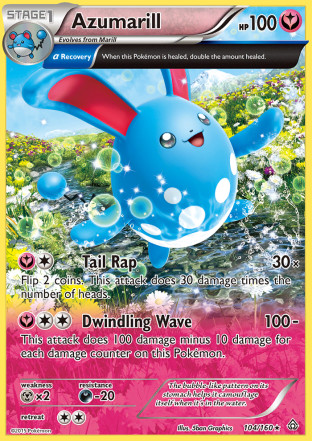 STAGE1 Azumarill HP100
Evolves from Marill
α Recovery When this Pokémon is healed, double the amount healed.
Tail Rap 30×
Flip 2 coins. This attack does 30 damage times the
number of heads.
Dwindling Wave 100-
This attack does 100 damage minus 10 damage for
each damage counter on this Pokémon.
weakness resistance
×2 -20
retreat
The bubble-like pattern on its
stomach helps it camouflage
itself when it's in the water.
©2015 Pokémon Illus. 5ban Graphics 104/160 ★